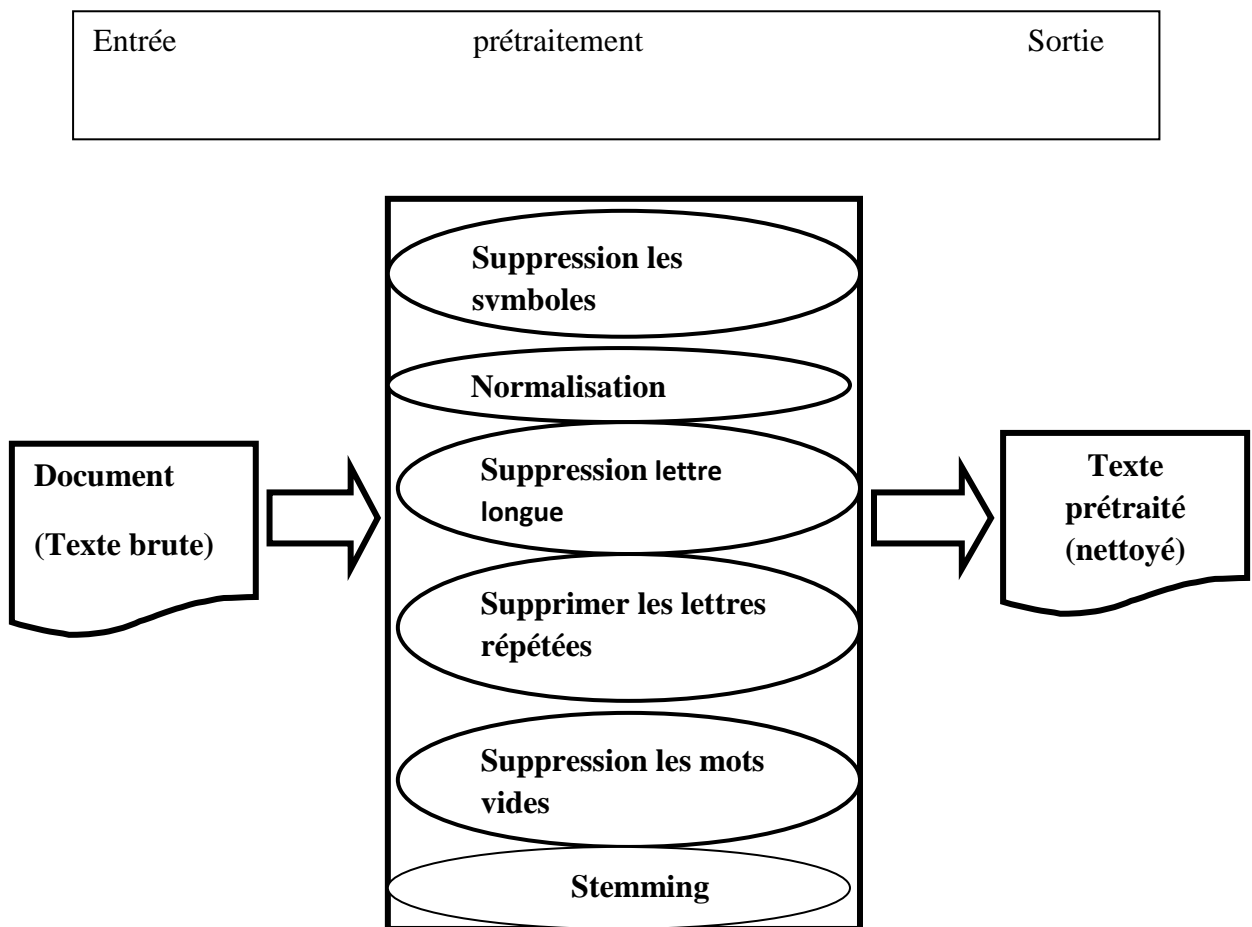 Entrée prétraitement Sortie
Suppression les
symboles
Normalisation
Suppression lettre
longue
Supprimer les lettres
répétées
Suppression les mots
vides
Stemming
Document
(Texte brute)
Texte
prétraité
(nettoyé)